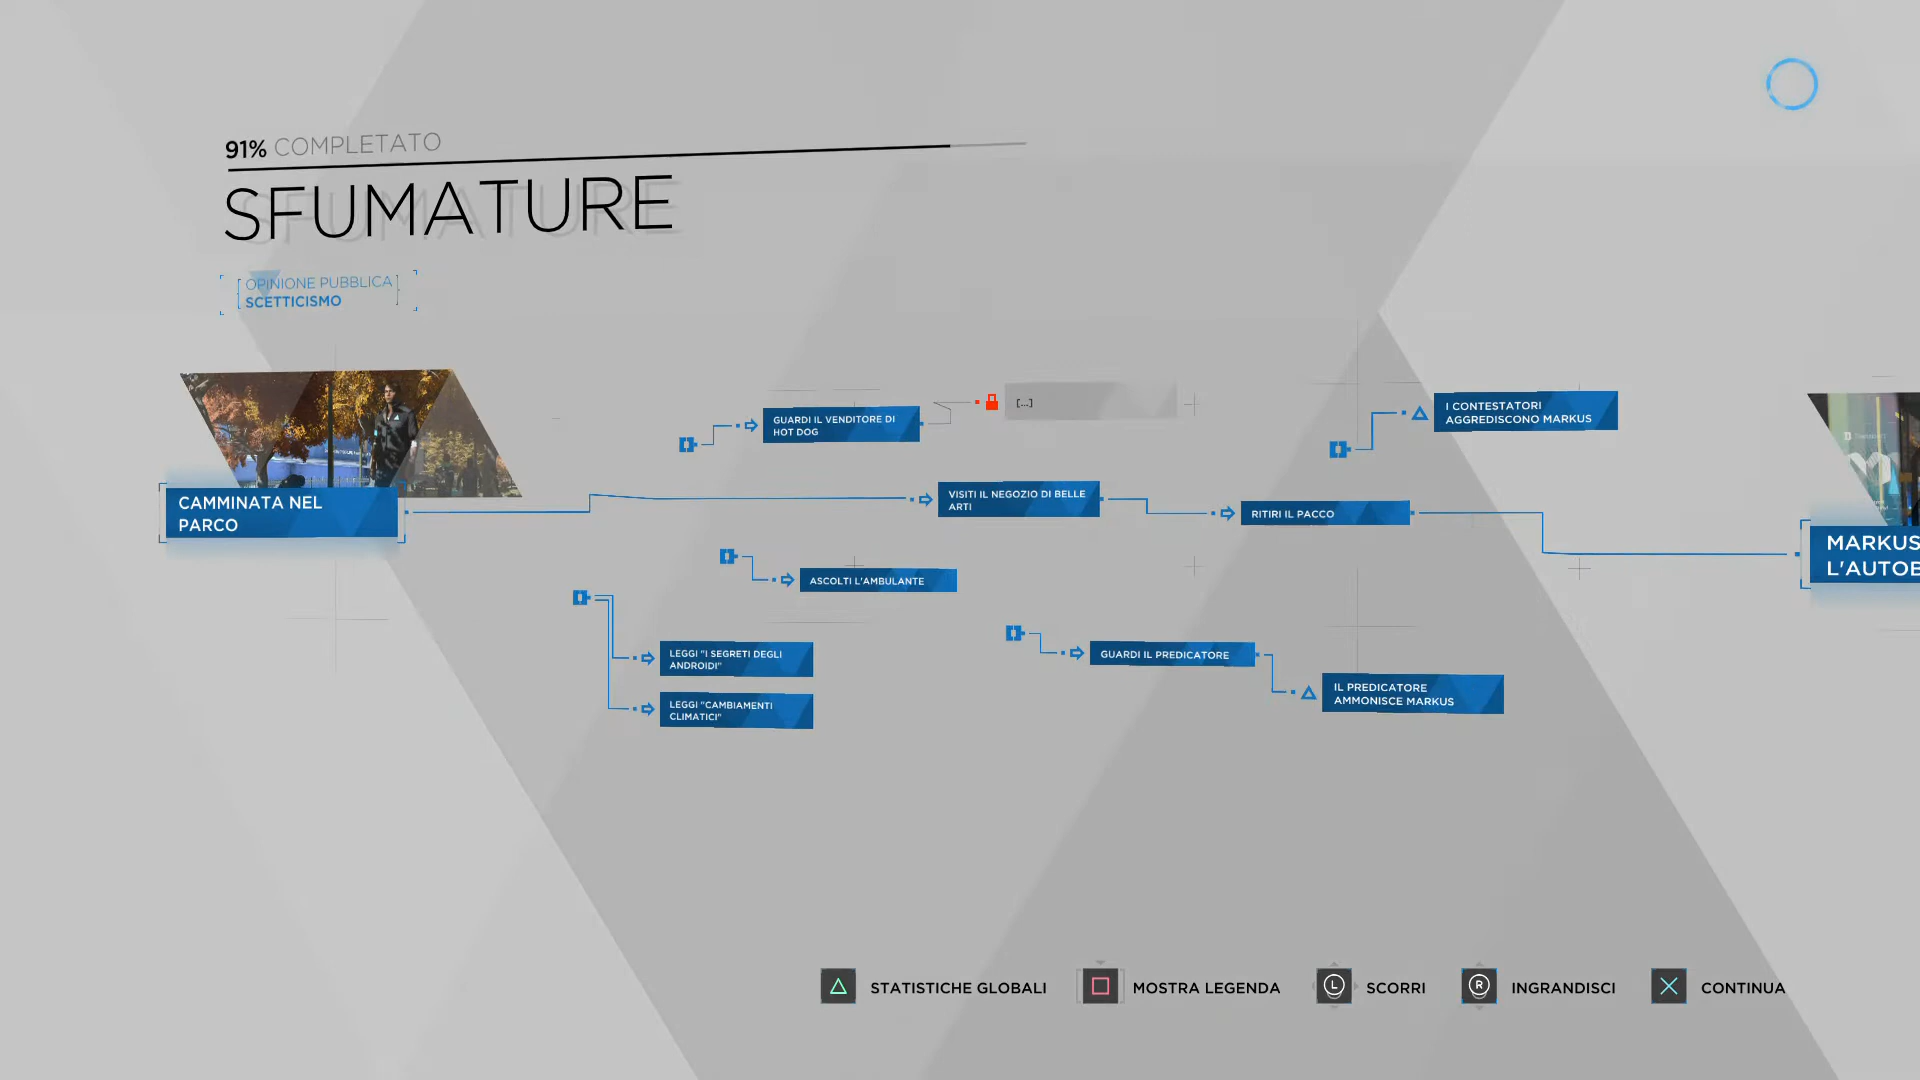 91% COMPLETATO
SFUMATURE
OPINIONE PUBBLICA
SCETTICISMO
CAMMINATA NEL
PARCO
GUARDI IL VENDITORE DI
HOT DOG
[...]
I CONTESTATORI
AGGREDISCONO MARKUS
VISITI IL NEGOZIO DI BELLE
ARTI
RITIRI IL PACCO
MARKUS
L'AUTOB
ASCOLTI L'AMBULANTE
LEGGI "I SEGRETI DEGLI
ANDROIDI"
LEGGI "CAMBIAMENTI
CLIMATICI"
GUARDI IL PREDICATORE
IL PREDICATORE
AMMONISCE MARKUS
STATISTICHE GLOBALI
MOSTRA LEGENDA
L SCORRI
R INGRANDISCI
CONTINUA